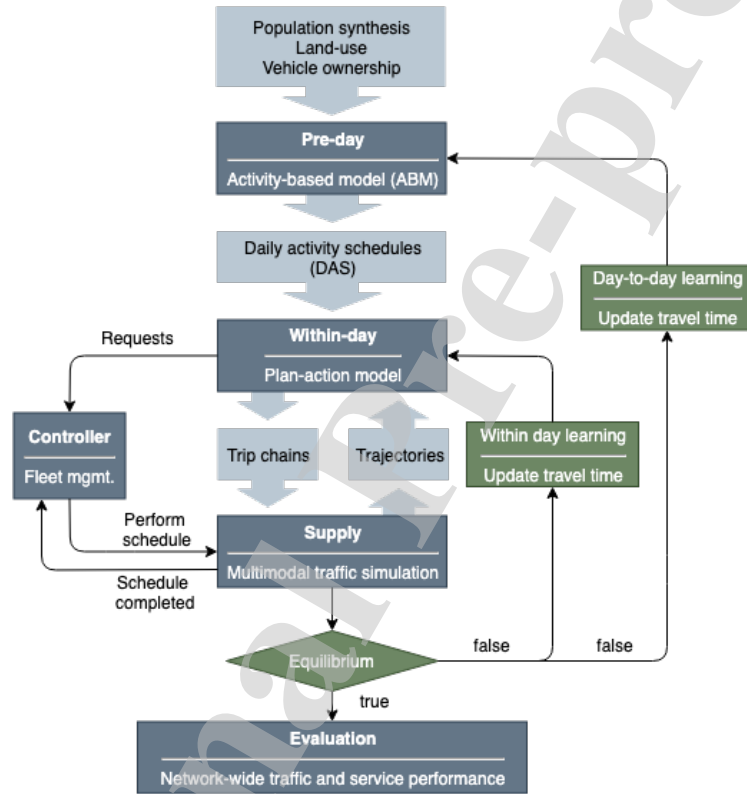 Population synthesis
Land-use
Vehicle ownership
Pre-day
Activity-based model (ABM)
Daily activity schedules
(DAS)
Day-to-day learning
Update travel time
Within-day
Plan-action model
Requests
Controller
Fleet mgmt.
Trip chains
Trajectories
Within day learning
Update travel time
Perform
schedule
Supply
Multimodal traffic simulation
Schedule
completed
Equilibrium
false
false
true
Evaluation
Network-wide traffic and service performance
nal pre-pr